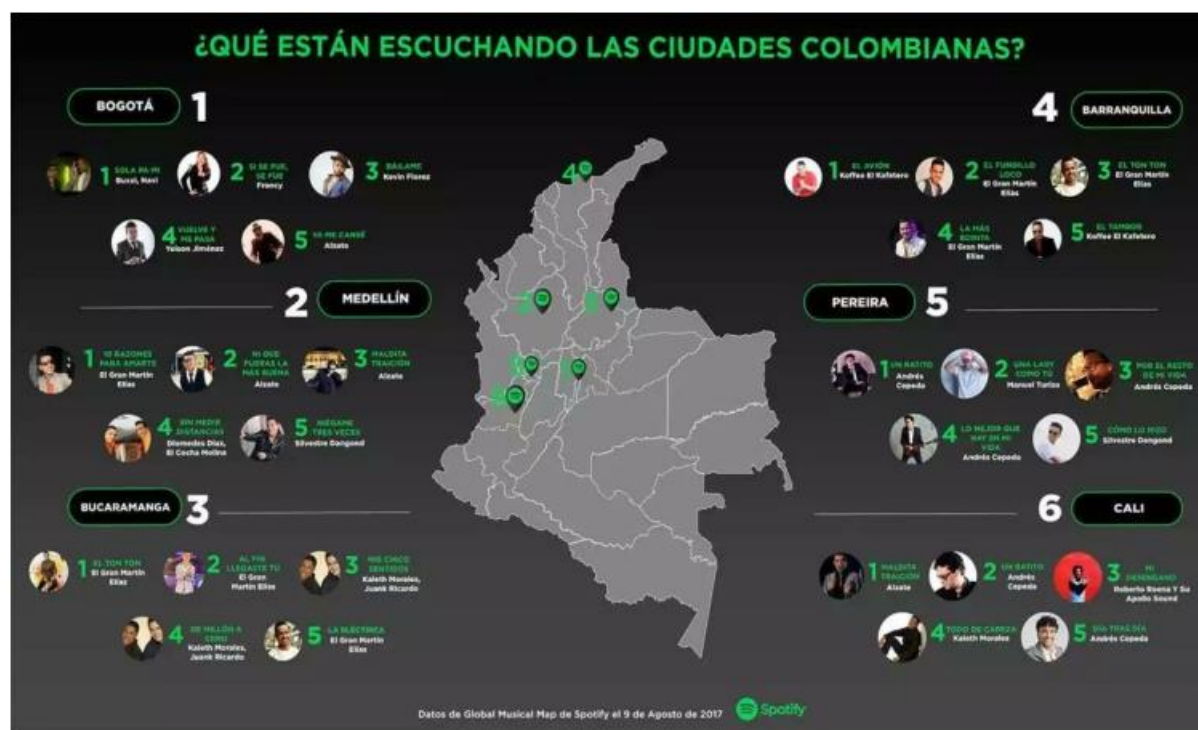 ¿QUÉ ESTÁN ESCUCHANDO LAS CIUDADES COLOMBIANAS?
BOGOTÁ 1
1 SOLA PA MI
Buxxi, Naví
2 SI SE FUE,
SE FUE
Francy
3 BÁILAME
Kevin Florez
4 VUELVE Y
ME PASA
Yeison Jiménez
5 YA ME CANSÉ
Alzate
2 MEDELLÍN
1 10 RAZONES
PARA AMARTE
El Gran Martín
Elías
2 NI QUE
FUERAS LA
MÁS BUENA
Alzate
3 MALDITA
TRAICIÓN
Alzate
4 SIN MEDIR
DISTANCIAS
Diomedes Díaz,
El Cocha Molina
5 NIÉGAME
TRES VECES
Silvestre Dangond
BUCARAMANGA 3
1 EL TON TON
El Gran Martín
Elías
2 AL FIN
LLEGASTE TÚ
El Gran
Martín Elías
3 MIS CINCO
SENTIDOS
Kaleth Morales,
Juank Ricardo
4 DE MILLÓN A
CERO
Kaleth Morales,
Juank Ricardo
5 LA ELÉCTRICA
El Gran Martín
Elías
4
2
1
4 BARRANQUILLA
1 EL AVIÓN
Koffee El Kafetero
2 EL FUNDILLO
LOCO
El Gran Martín
Elías
3 EL TON TON
El Gran Martín
Elías
4 LA MÁS
BONITA
El Gran Martín
Elías
5 EL TAMBOR
Koffee El Kafetero
PEREIRA 5
1 UN RATITO
Andrés
Cepeda
2 UNA LADY
COMO TÚ
Manuel Turizo
3 POR EL RESTO
DE MI VIDA
Andrés Cepeda
4 LO MEJOR QUE
HAY EN MI
VIDA
Andrés Cepeda
5 CÓMO LO HIZO
Silvestre Dangond
6 CALI
1 MALDITA
TRAICIÓN
Alzate
2 UN RATITO
Andrés
Cepeda
3 MI
DESENGAÑO
Roberto Roena Y Su
Apollo Sound
4 TODO DE CABEZA
Kaleth Morales
5 DÍA TRAS DÍA
Andrés Cepeda
Datos de Global Musical Map de Spotify el 9 de Agosto de 2017
Spotify